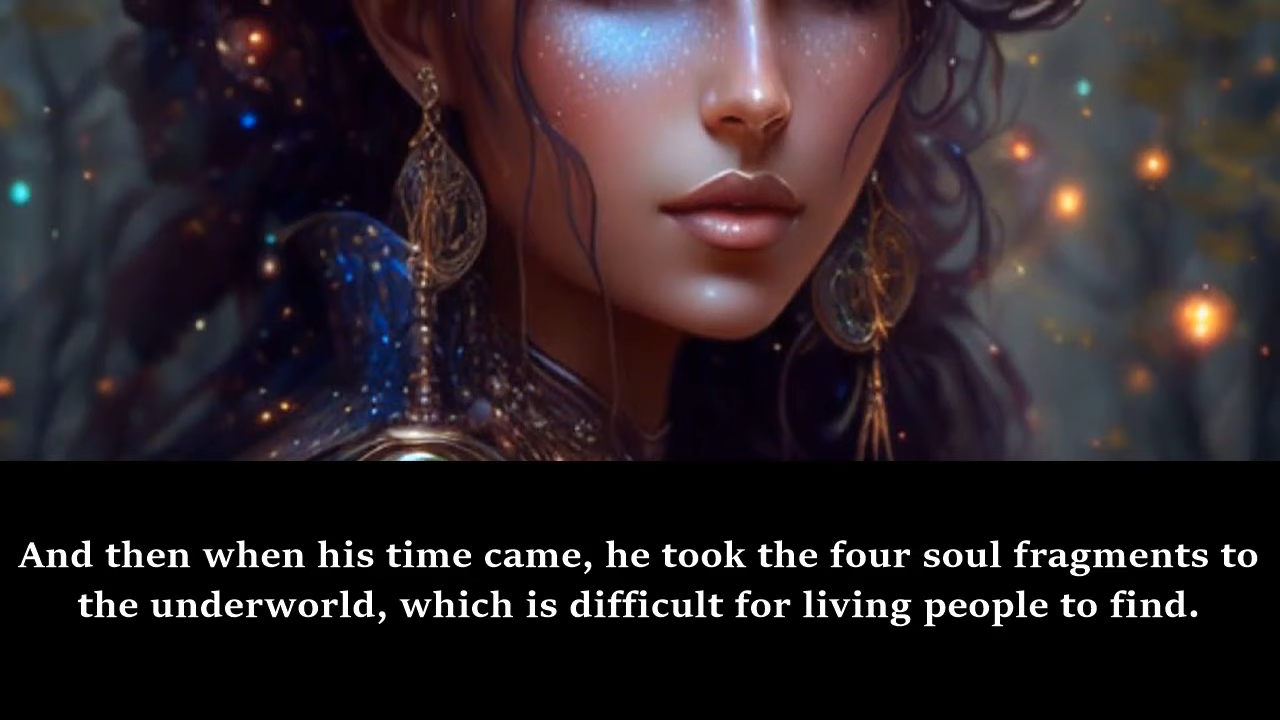 And then when his time came, he took the four soul fragments to
the underworld, which is difficult for living people to find.